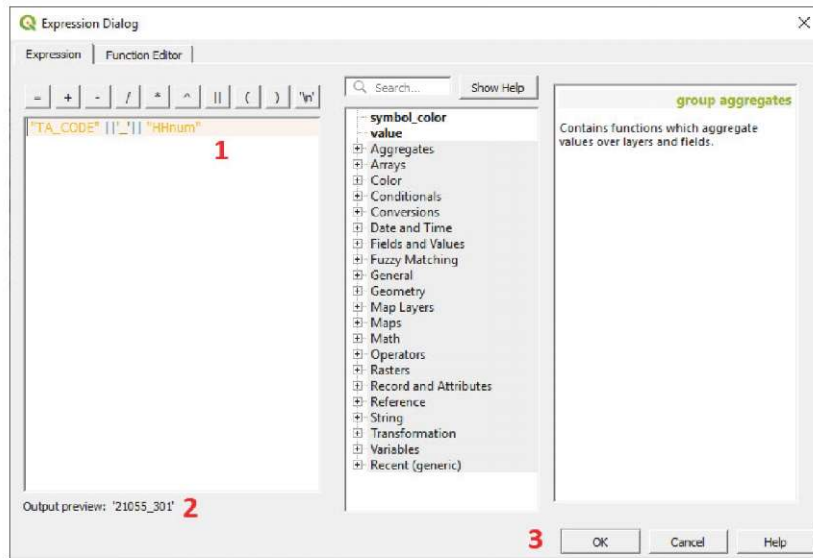 Expression Dialog
Expression Function Editor
= + - / * ^ || ( ) '\n'
"TA_CODE" ||'_'|| "HHnum"
1
Output preview: '21055_301' 2
Search... Show Help
symbol_color
value
Aggregates
Arrays
Color
Conditionals
Conversions
Date and Time
Fields and Values
Fuzzy Matching
General
Geometry
Map Layers
Maps
Math
Operators
Rasters
Record and Attributes
Reference
String
Transformation
Variables
Recent (generic)
group aggregates
Contains functions which aggregate
values over layers and fields.
3 OK Cancel Help